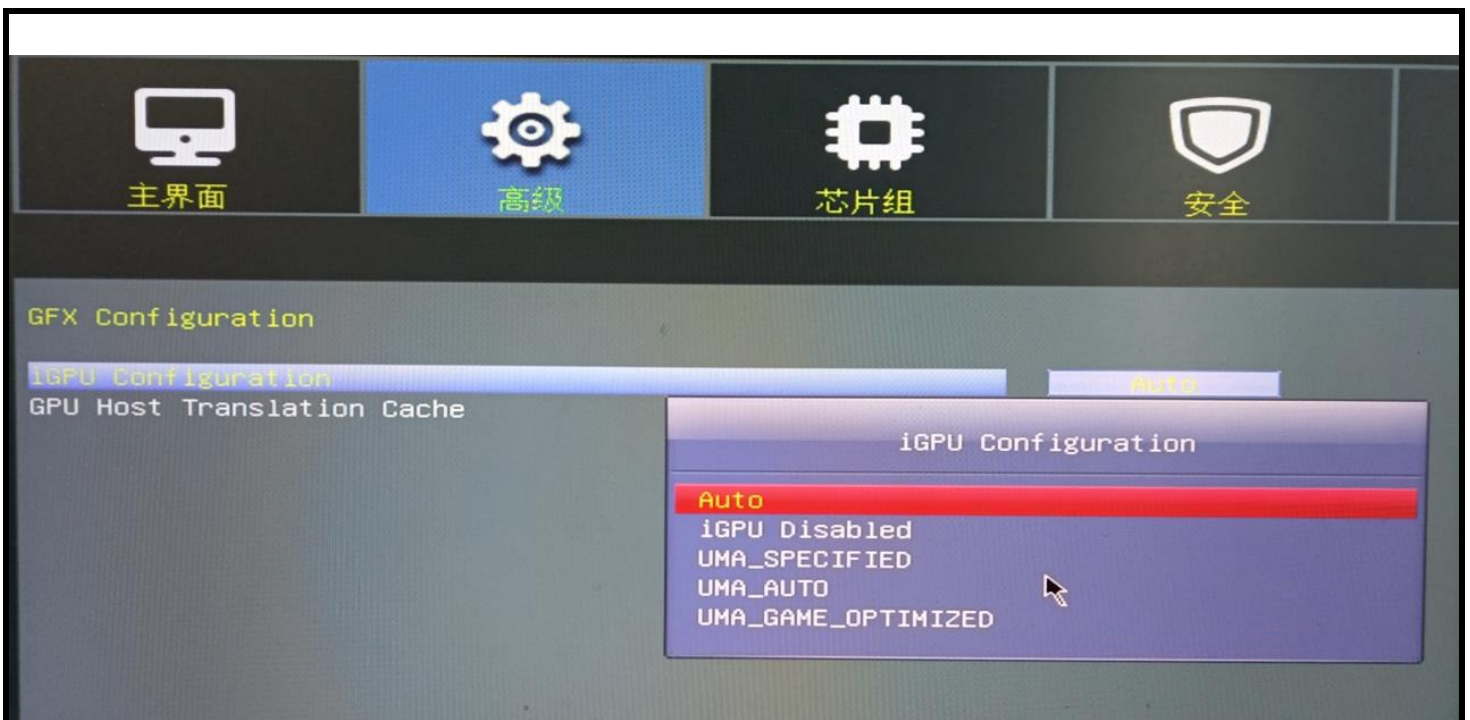 主界面
高级
芯片组
安全
GFX Configuration
iGPU Configuration Auto
GPU Host Translation Cache
iGPU Configuration
Auto
iGPU Disabled
UMA_SPECIFIED
UMA_AUTO
UMA_GAME_OPTIMIZED